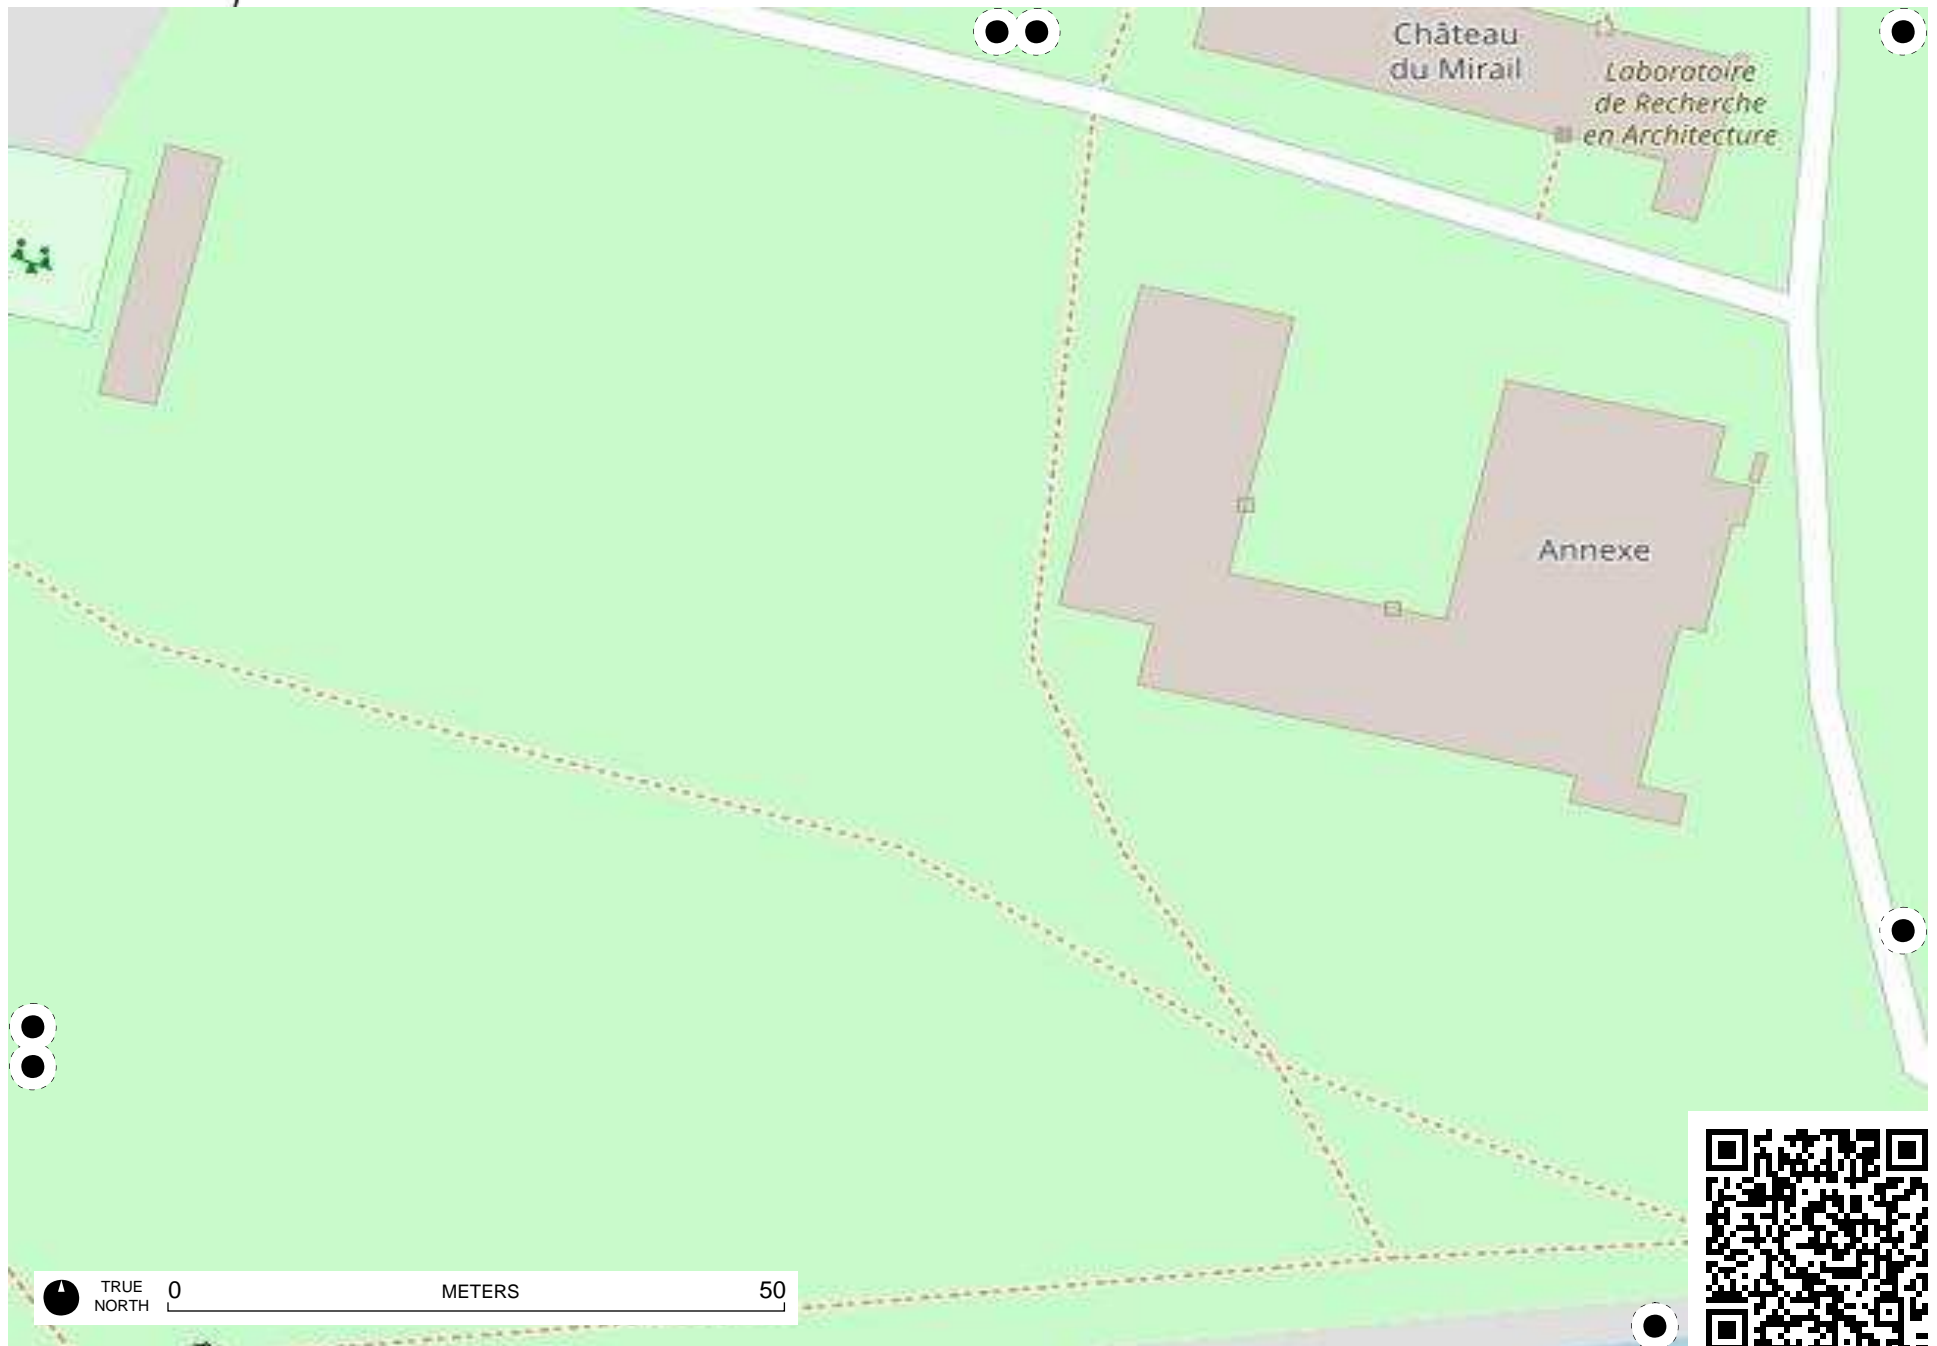 Château
du Mirail
Laboratoire
de Recherche
en Architecture
Annexe
TRUE
NORTH
0
METERS
50